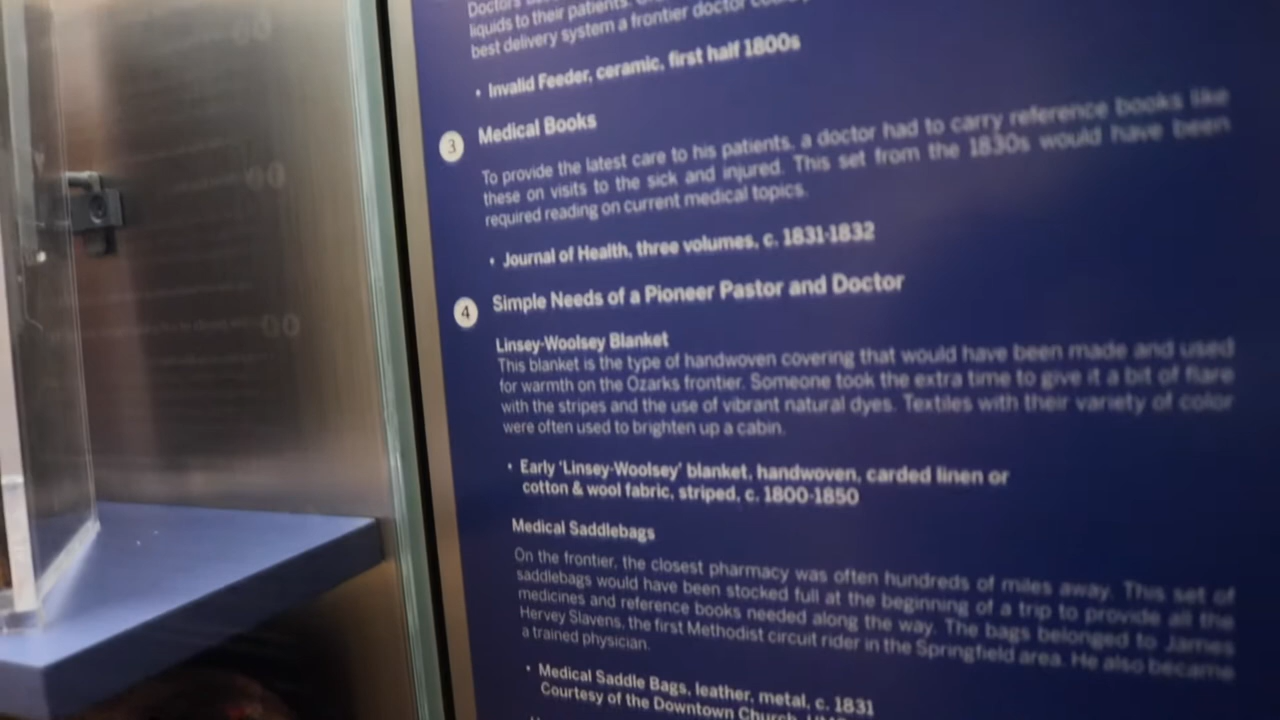 Doctors
liquids to their patients.
best delivery system a frontier doctor
• Invalid Feeder, ceramic, first half 1800s
3 Medical Books
To provide the latest care to his patients, a doctor had to carry reference books like
these on visits to the sick and injured. This set from the 1830s would have been
required reading on current medical topics.
• Journal of Health, three volumes, c. 1831-1832
4 Simple Needs of a Pioneer Pastor and Doctor
Linsey-Woolsey Blanket
This blanket is the type of handwoven covering that would have been made and used
for warmth on the Ozarks frontier. Someone took the extra time to give it a bit of flare
with the stripes and the use of vibrant natural dyes. Textiles with their variety of color
were often used to brighten up a cabin.
• Early 'Linsey-Woolsey' blanket, handwoven, carded linen or
cotton & wool fabric, striped, c. 1800-1850
Medical Saddlebags
On the frontier, the closest pharmacy was often hundreds of miles away. This set of
saddlebags would have been stocked full at the beginning of a trip to provide all the
medicines and reference books needed along the way. The bags belonged to James
Hervey Slavens, the first Methodist circuit rider in the Springfield area. He also became
a trained physician.
• Medical Saddle Bags, leather, metal, c. 1831
Courtesy of the Downtown Church,